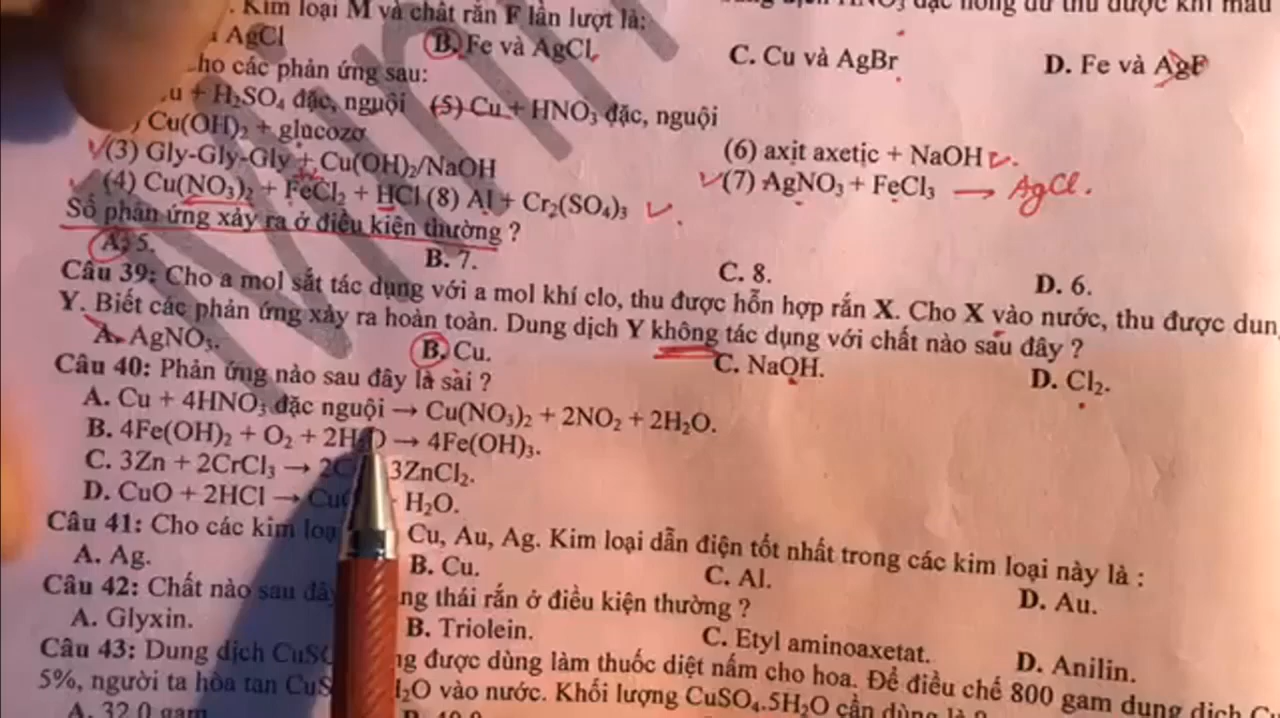 . Kim loại M và chất rắn F lần lượt là:
AgCl B. Fe và AgCl. C. Cu và AgBr D. Fe và AgF
ho các phản ứng sau:
u + H₂SO₄ đặc, nguội (5) Cu + HNO₃ đặc, nguội
Cu(OH)₂ + glucozơ (6) axit axetic + NaOH
(3) Gly-Gly-Gly + Cu(OH)₂/NaOH (7) AgNO₃ + FeCl₃ → AgCl.
(4) Cu(NO₃)₂ + FeCl₂ + HCl (8) Al + Cr₂(SO₄)₃
Số phản ứng xảy ra ở điều kiện thường ?
A. 5. B. 7. C. 8. D. 6.
Câu 39: Cho a mol sắt tác dụng với a mol khí clo, thu được hỗn hợp rắn X. Cho X vào nước, thu được dun
Y. Biết các phản ứng xảy ra hoàn toàn. Dung dịch Y không tác dụng với chất nào sau đây ?
A. AgNO₃. B. Cu. C. NaOH. D. Cl₂.
Câu 40: Phản ứng nào sau đây là sài ?
A. Cu + 4HNO₃ đặc nguội → Cu(NO₃)₂ + 2NO₂ + 2H₂O.
B. 4Fe(OH)₂ + O₂ + 2H O → 4Fe(OH)₃.
C. 3Zn + 2CrCl₃ → 2C 3ZnCl₂.
D. CuO + 2HCl → Cu H₂O.
Câu 41: Cho các kim loạ Cu, Au, Ag. Kim loại dẫn điện tốt nhất trong các kim loại này là :
A. Ag. B. Cu. C. Al. D. Au.
Câu 42: Chất nào sau đâ ng thái rắn ở điều kiện thường ?
A. Glyxin. B. Triolein. C. Etyl aminoaxetat. D. Anilin.
Câu 43: Dung dịch CuSO ng được dùng làm thuốc diệt nấm cho hoa. Để điều chế 800 gam dung dịch
5%, người ta hòa tan CuS H₂O vào nước. Khối lượng CuSO₄.5H₂O cần dùng là
A. 32,0 gam